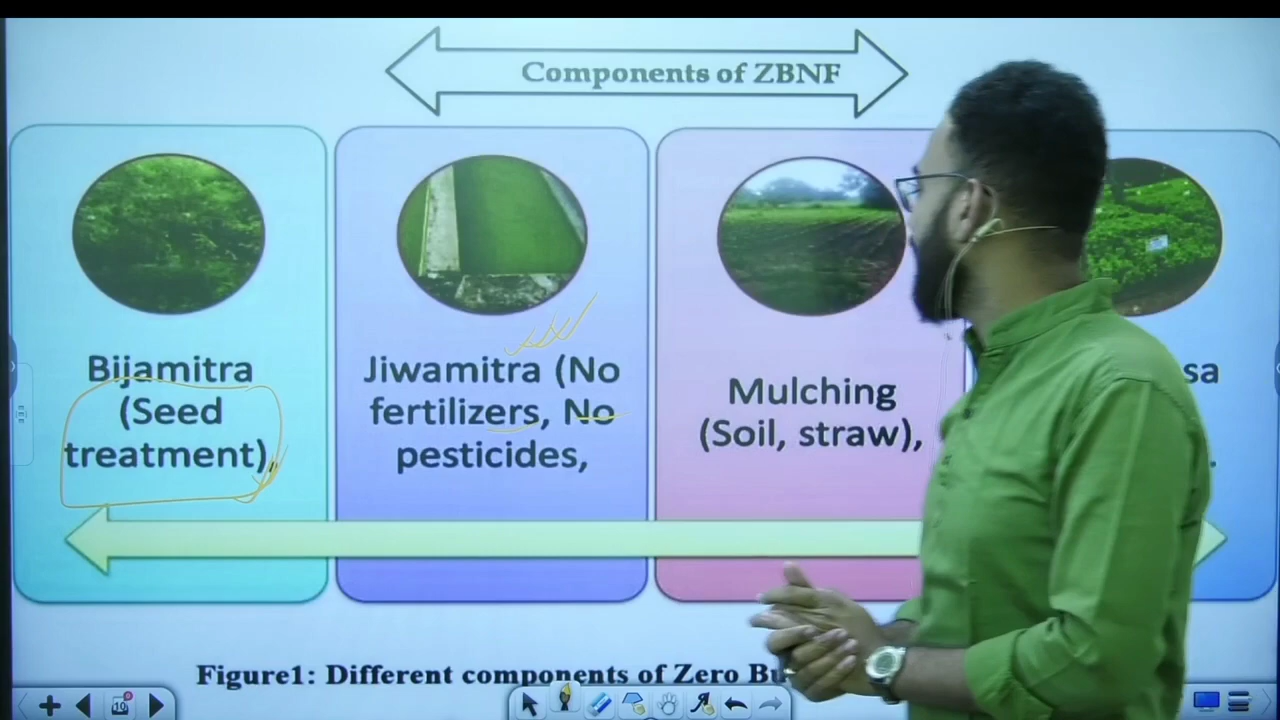 Components of ZBNF
Bijamitra
(Seed
treatment),
Jiwamitra (No
fertilizers, No
pesticides,
Mulching
(Soil, straw),
sa
Figure1: Different components of Zero Bu
19